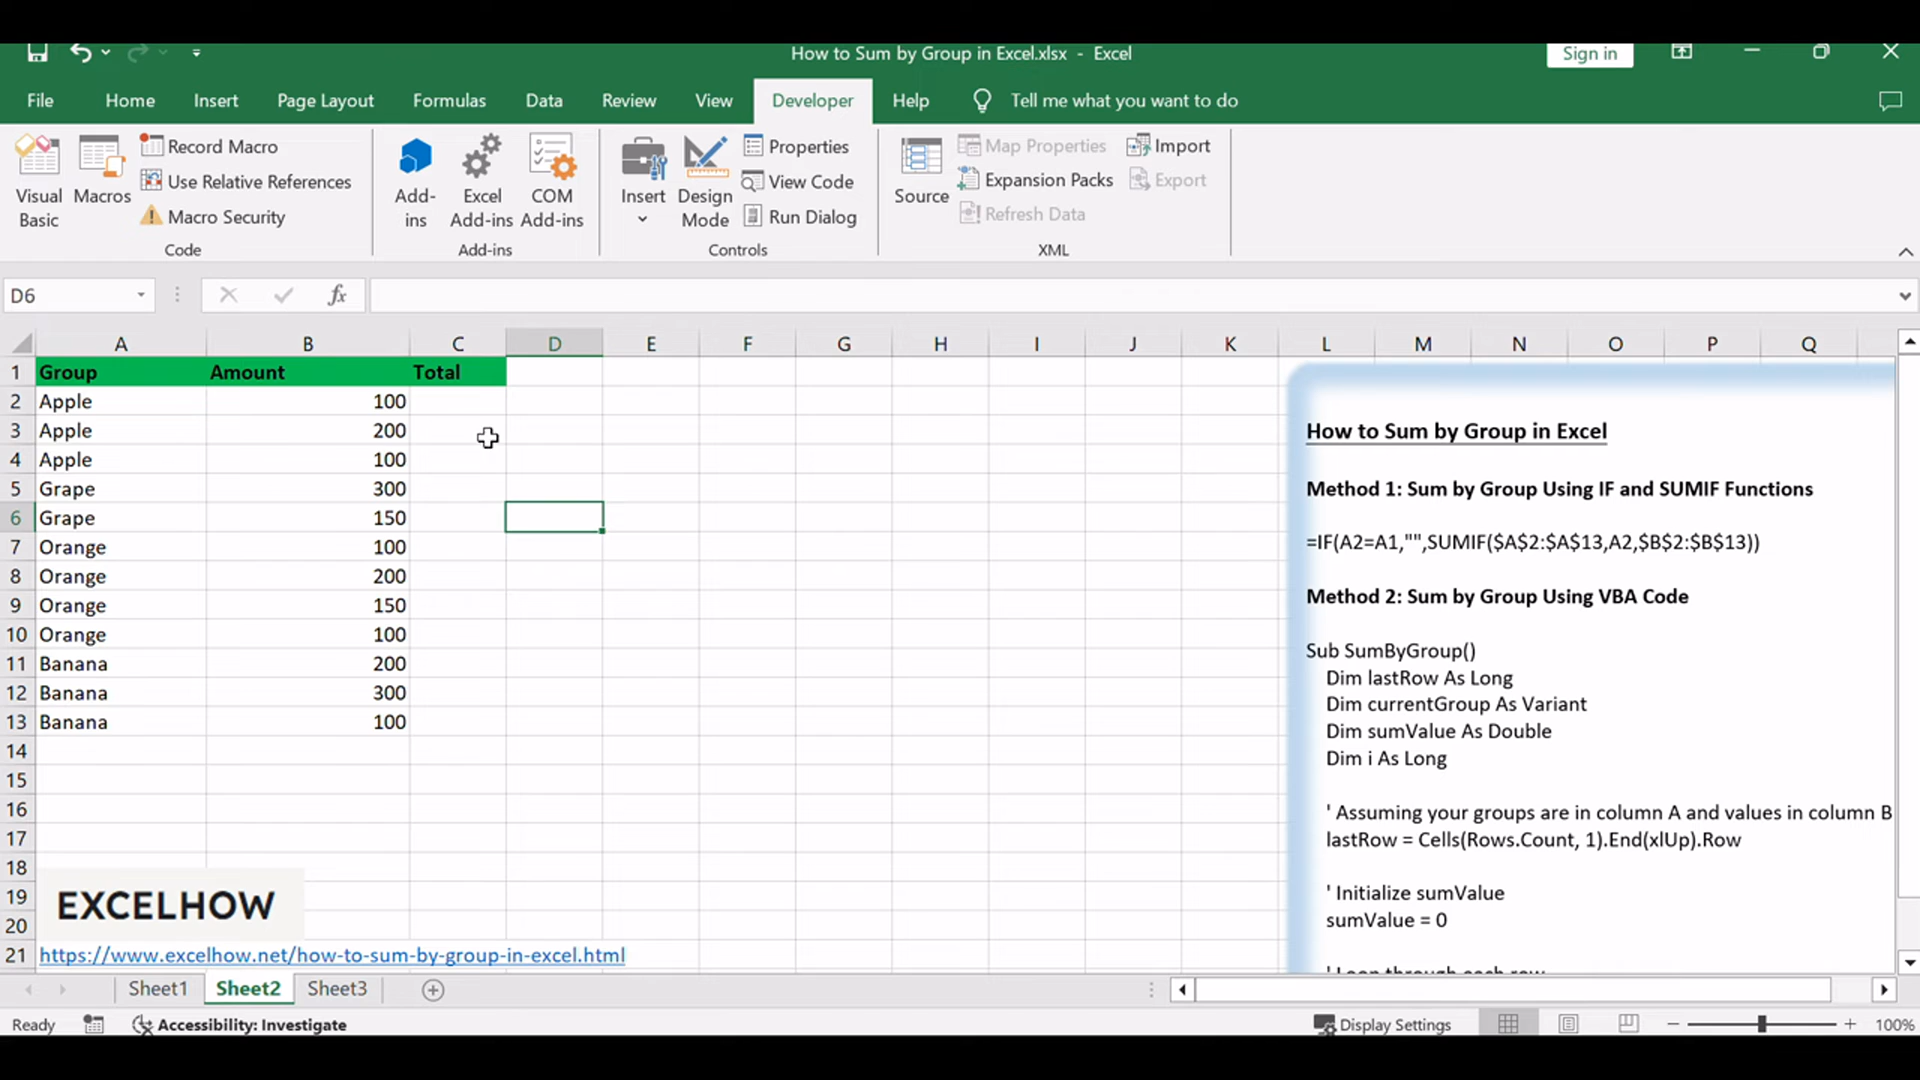 How to Sum by Group in Excel.xlsx - Excel
Sign in
File Home Insert Page Layout Formulas Data Review View Developer Help Tell me what you want to do
Visual Basic
Macros
Record Macro
Use Relative References
Macro Security
Code
Add-ins
Excel Add-ins
COM Add-ins
Add-ins
Insert
Design Mode
Properties
View Code
Run Dialog
Controls
Source
Map Properties
Expansion Packs
Refresh Data
Import
Export
XML
D6 fx
A B C D E F G H I J K L M N O P Q
1 Group Amount Total
2 Apple 100
3 Apple 200
4 Apple 100
5 Grape 300
6 Grape 150
7 Orange 100
8 Orange 200
9 Orange 150
10 Orange 100
11 Banana 200
12 Banana 300
13 Banana 100
14
15
16
17
18
19
20
21 https://www.excelhow.net/how-to-sum-by-group-in-excel.html
EXCELHOW
How to Sum by Group in Excel
Method 1: Sum by Group Using IF and SUMIF Functions
=IF(A2=A1,"",SUMIF($A$2:$A$13,A2,$B$2:$B$13))
Method 2: Sum by Group Using VBA Code
Sub SumByGroup()
Dim lastRow As Long
Dim currentGroup As Variant
Dim sumValue As Double
Dim i As Long
' Assuming your groups are in column A and values in column B
lastRow = Cells(Rows.Count, 1).End(xlUp).Row
' Initialize sumValue
sumValue = 0
' Loop through each row
Sheet1 Sheet2 Sheet3
Ready Accessibility: Investigate Display Settings 100%